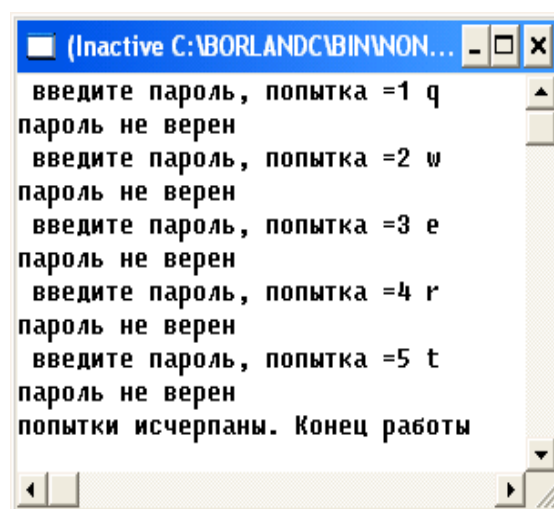 (Inactive C:\BORLANDC\BIN\NON...
введите пароль, попытка =1 q
пароль не верен
введите пароль, попытка =2 w
пароль не верен
введите пароль, попытка =3 e
пароль не верен
введите пароль, попытка =4 r
пароль не верен
введите пароль, попытка =5 t
пароль не верен
попытки исчерпаны. Конец работы